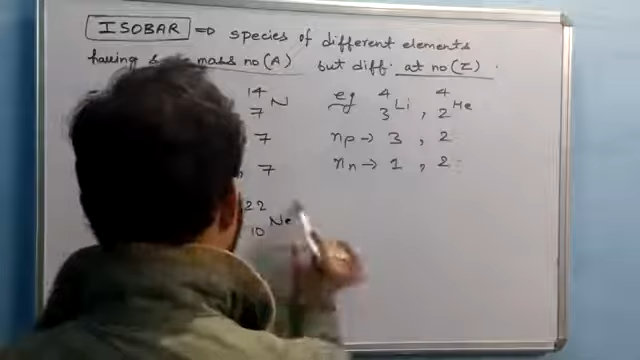 ISOBAR ⇒ species of different elements
having mass no (A) but diff. at no (Z).
14 7 N eg 4 3 Li , 4 2 He
7 np → 3 , 2
, 7 nn → 1 , 2
22 10 Ne